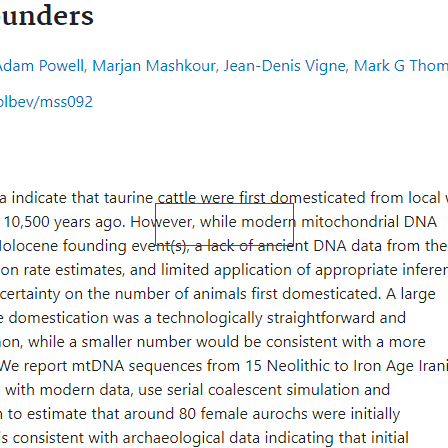 unders
Adam Powell, Marjan Mashkour, Jean-Denis Vigne, Mark G Thom
olbev/mss092
a indicate that taurine cattle were first domesticated from local
10,500 years ago. However, while modern mitochondrial DNA
Holocene founding event(s), a lack of ancient DNA data from the
on rate estimates, and limited application of appropriate inferen
certainty on the number of animals first domesticated. A large
e domestication was a technologically straightforward and
on, while a smaller number would be consistent with a more
We report mtDNA sequences from 15 Neolithic to Iron Age Irani
with modern data, use serial coalescent simulation and
n to estimate that around 80 female aurochs were initially
is consistent with archaeological data indicating that initial